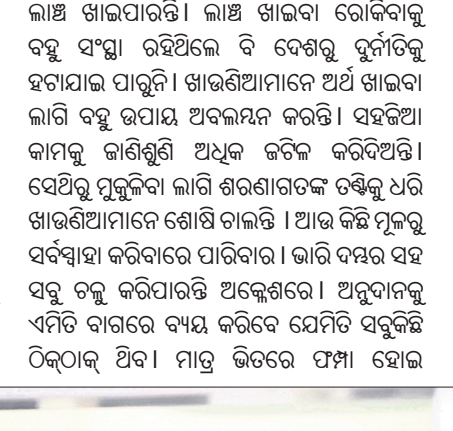 ଲାଞ୍ଚ ଖାଇପାରନ୍ତି। ଲାଞ୍ଚ ଖାଇବା ରୋକିବାକୁ
ବହୁ ସଂସ୍ଥା ରହିଥିଲେ ବି ଦେଶରୁ ଦୁର୍ନୀତିକୁ
ହଟାଯାଇ ପାରୁନି। ଖାଉଣିଆମାନେ ଅର୍ଥ ଖାଇବା
ଲାଗି ବହୁ ଉପାୟ ଅବଲମ୍ବନ କରନ୍ତି। ସହଜିଆ
କାମକୁ ଜାଣିଶୁଣି ଅଧିକ ଜଟିଳ କରିଦିଅନ୍ତି।
ସେଥିରୁ ମୁକୁଳିବା ଲାଗି ଶରଣାଗତଙ୍କ ତଣ୍ଟିକୁ ଧରି
ଖାଉଣିଆମାନେ ଶୋଷି ଚାଲନ୍ତି । ଆଉ କିଛି ମୂଳରୁ
ସର୍ବସ୍ୱାହା କରିବାରେ ପାରିବାର। ଭାରି ଦମ୍ଭର ସହ
ସବୁ ଚଳୁ କରିପାରନ୍ତି ଅକ୍ଳେଶରେ। ଅନୁଦାନକୁ
ଏମିତି ବାଗରେ ବ୍ୟୟ କରିବେ ଯେମିତି ସବୁକିଛି
ଠିକ୍‌ଠାକ୍ ଥିବ। ମାତ୍ର ଭିତରେ ଫମ୍ପା ହୋଇ